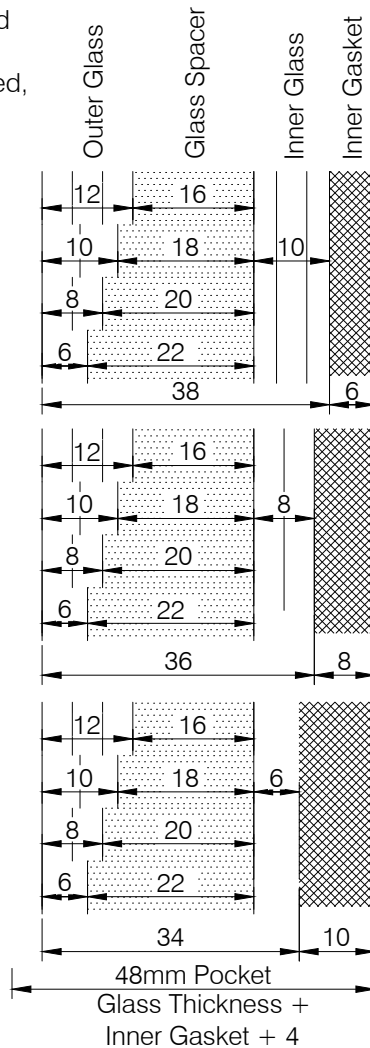 d
ed,
Outer Glass
Glass Spacer
Inner Glass
Inner Gasket
12 16
10 18 10
8 20
6 22
38 6
12 16
10 18 8
8 20
6 22
36 8
12 16
10 18 6
8 20
6 22
34 10
48mm Pocket
Glass Thickness +
Inner Gasket + 4